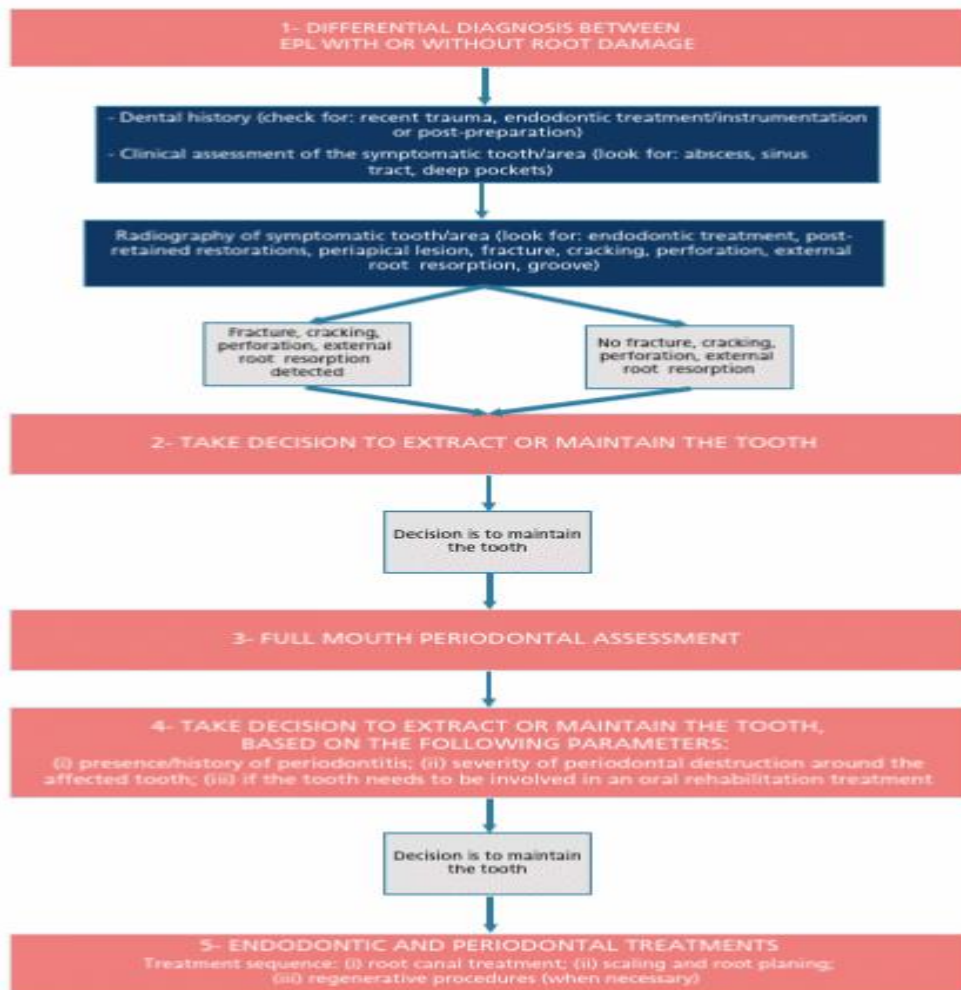 1- DIFFERENTIAL DIAGNOSIS BETWEEN
EPL WITH OR WITHOUT ROOT DAMAGE
- Dental history (check for: recent trauma, endodontic treatment/instrumentation
or post-preparation)
- Clinical assessment of the symptomatic tooth/area (look for: abscess, sinus
tract, deep pockets)
Radiography of symptomatic tooth/area (look for: endodontic treatment, post-
retained restorations, periapical lesion, fracture, cracking, perforation, external
root resorption, groove)
Fracture, cracking,
perforation, external
root resorption
detected
No fracture, cracking,
perforation, external
root resorption
2- TAKE DECISION TO EXTRACT OR MAINTAIN THE TOOTH
Decision is to maintain
the tooth
3- FULL MOUTH PERIODONTAL ASSESSMENT
4- TAKE DECISION TO EXTRACT OR MAINTAIN THE TOOTH,
BASED ON THE FOLLOWING PARAMETERS:
(i) presence/history of periodontitis; (ii) severity of periodontal destruction around the
affected tooth; (iii) if the tooth needs to be involved in an oral rehabilitation treatment
Decision is to maintain
the tooth
5- ENDODONTIC AND PERIODONTAL TREATMENTS
Treatment sequence: (i) root canal treatment; (ii) scaling and root planing;
(iii) regenerative procedures (when necessary)